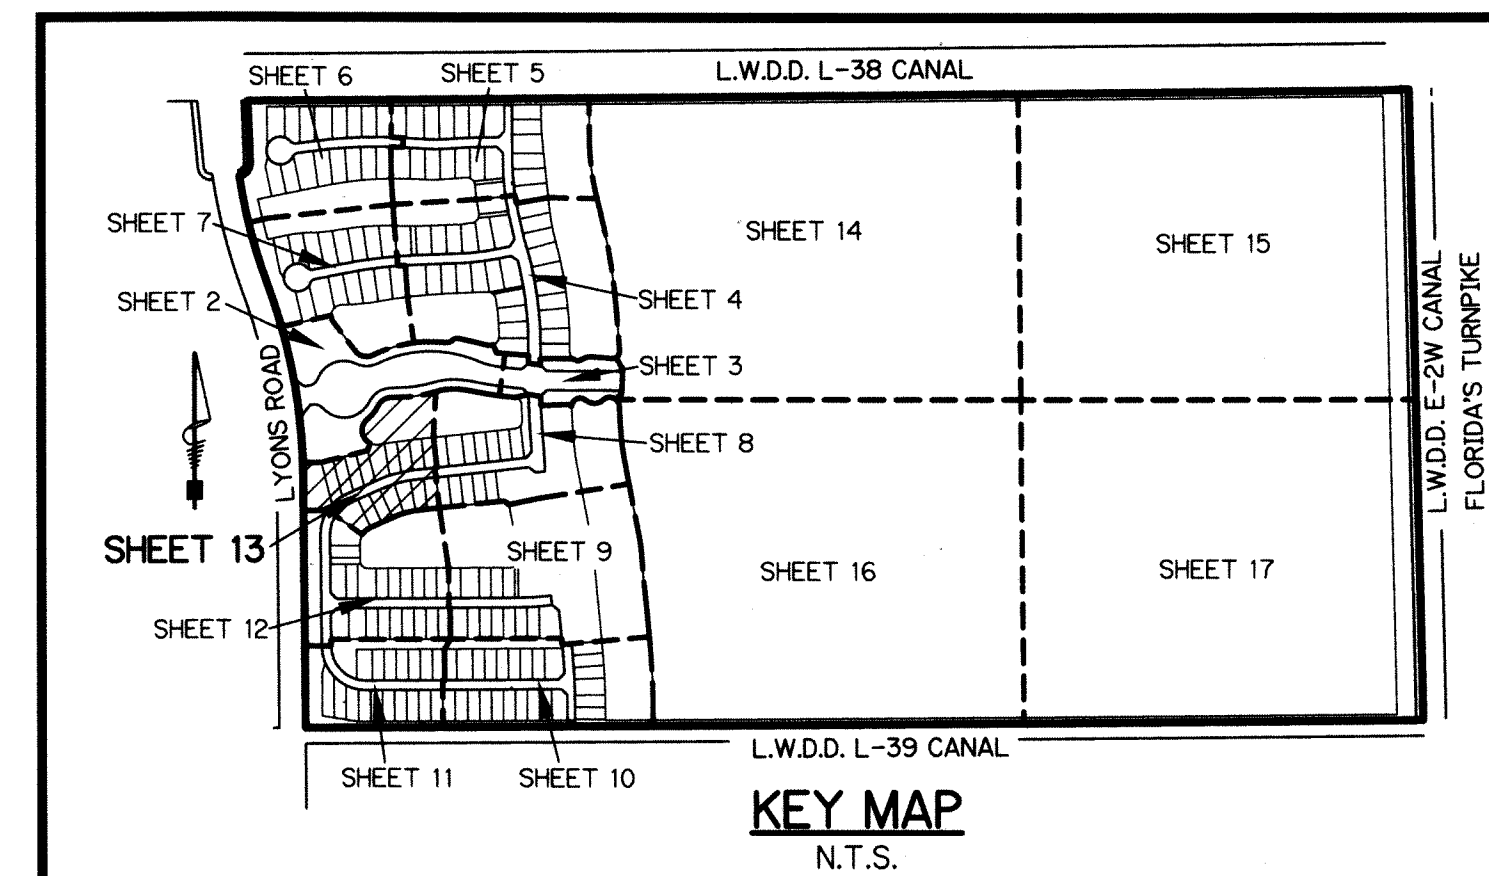 L.W.D.D. L-38 CANAL
SHEET 6
SHEET 5
SHEET 7
SHEET 14
SHEET 15
SHEET 2
SHEET 4
LYONS ROAD
SHEET 3
L.W.D.D. E-2W CANAL
FLORIDA'S TURNPIKE
SHEET 8
SHEET 13
SHEET 9
SHEET 16
SHEET 17
SHEET 12
L.W.D.D. L-39 CANAL
SHEET 11
SHEET 10
KEY MAP
N.T.S.